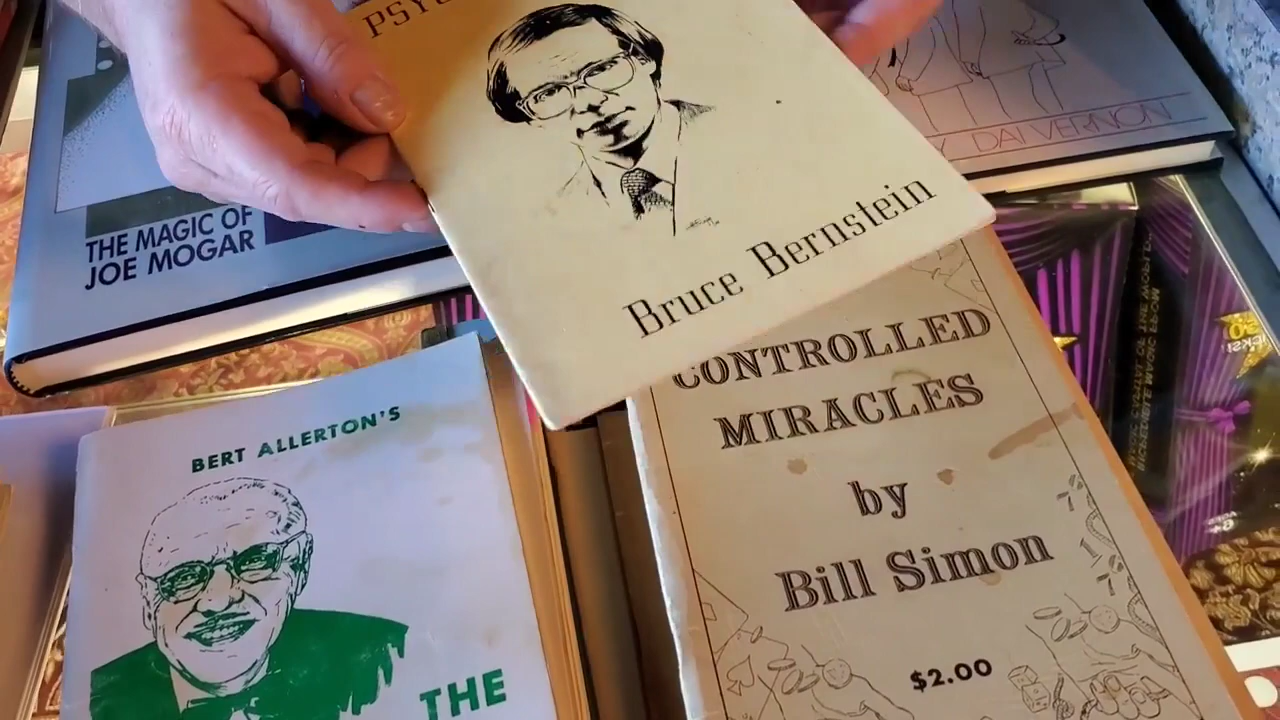 Bruce Bernstein
DAI VERNON
THE MAGIC OF
JOE MOGAR
CONTROLLED
MIRACLES
by
Bill Simon
$2.00
BERT ALLERTON'S
THE